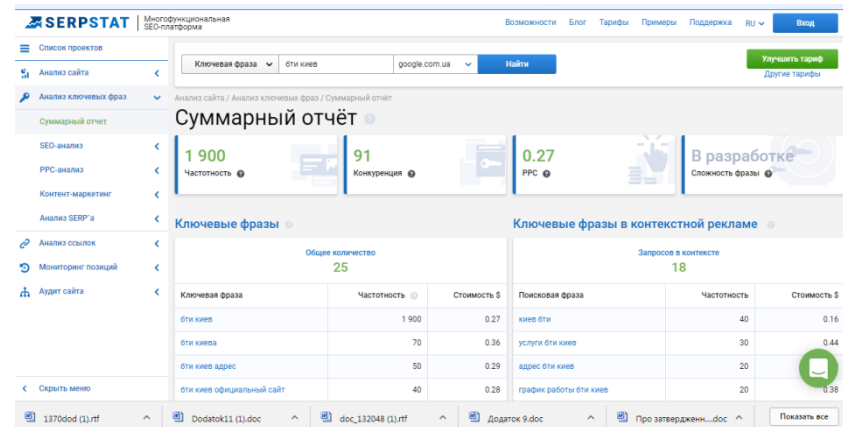 SERPSTAT
Многофункциональная
SEO-платформа
Возможности Блог Тарифы Примеры Поддержка RU Вход
Список проектов
Анализ сайта
Анализ ключевых фраз
Суммарный отчет
SEO-анализ
PPC-анализ
Контент-маркетинг
Анализ SERP'а
Анализ ссылок
Мониторинг позиций
Аудит сайта
Скрыть меню
Ключевая фраза бти киев google.com.ua Найти
Улучшить тариф
Другие тарифы
Анализ сайта / Анализ ключевых фраз / Суммарный отчёт
Суммарный отчёт
1 900
Частотность
91
Конкуренция
0.27
PPC
В разработке
Сложность фразы
Ключевые фразы
Общее количество
25
Ключевая фраза Частотность Стоимость $
бти киев 1 900 0.27
бти киева 70 0.36
бти киев адрес 50 0.29
бти киев официальный сайт 40 0.28
Ключевые фразы в контекстной рекламе
Запросов в контексте
18
Поисковая фраза Частотность Стоимость $
киев бти 40 0.16
услуги бти киев 30 0.44
адрес бти киев 20
график работы бти киев 20 0.38
1370dod (1).rtf Dodatok11 (1).doc doc_132048 (1).rtf Додаток 9.doc Про затвердженн....doc Показать все